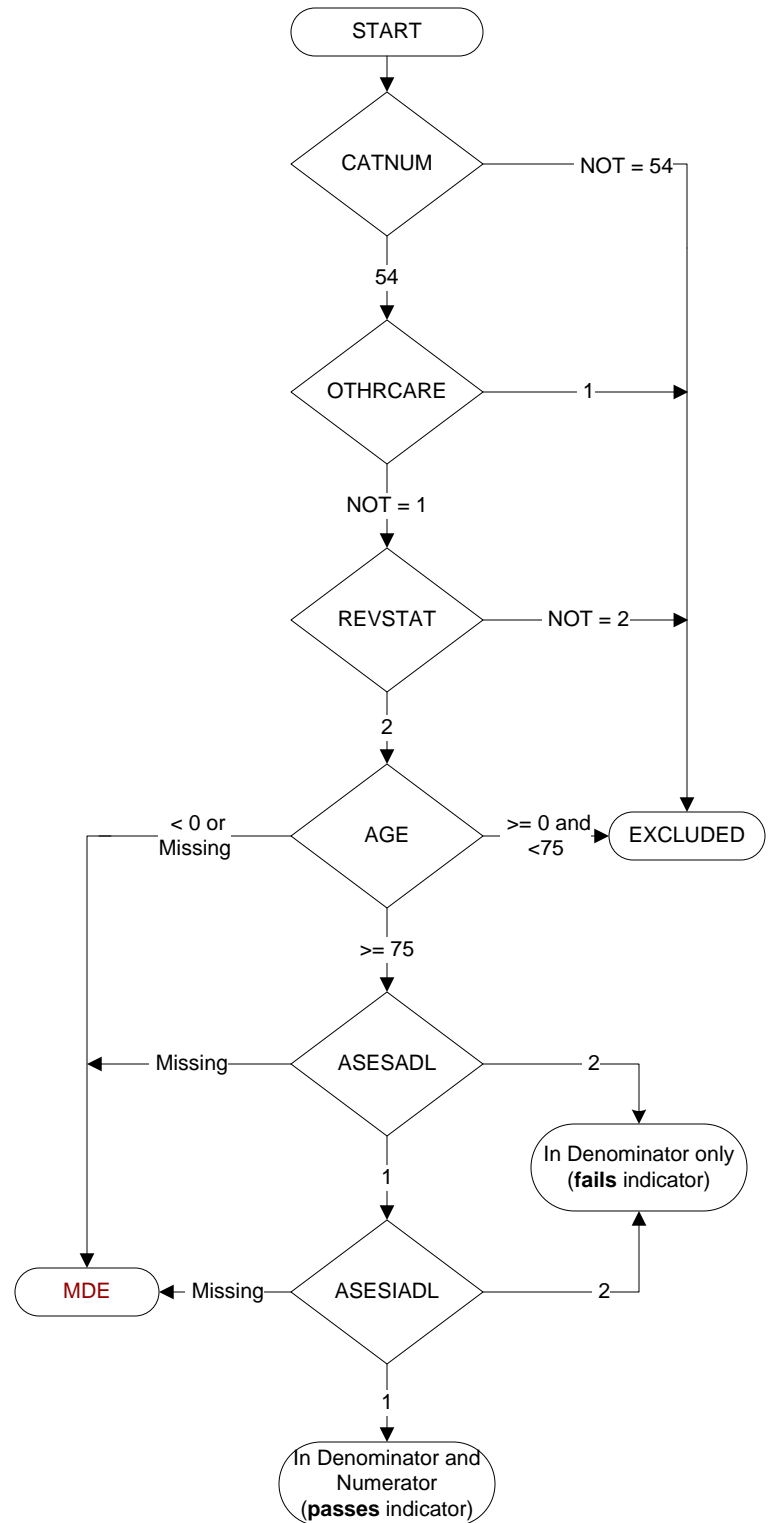 START
CATNUM
NOT = 54
54
OTHRCARE
1
NOT = 1
REVSTAT
NOT = 2
2
< 0 or
Missing
AGE
>= 0 and
<75
EXCLUDED
>= 75
Missing
ASESADL
2
In Denominator only
(fails indicator)
1
MDE
Missing
ASESIADL
2
1
In Denominator and
Numerator
(passes indicator)